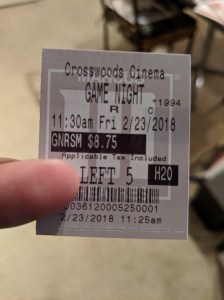 Crosswoods Cinema
GAME NIGHT
R
C *1994
11:30am Fri 2/23/2018
GNRSM $8.75
Applicable Tax Included
LEFT 5 H20
00036120005250001
2/23/2018 11:25am